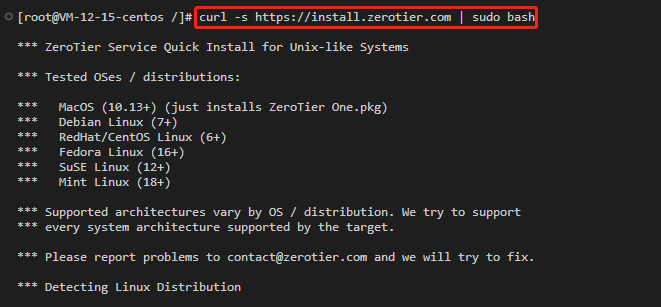 [root@VM-12-15-centos /]# curl -s https://install.zerotier.com | sudo bash
*** ZeroTier Service Quick Install for Unix-like Systems
*** Tested OSes / distributions:
***   MacOS (10.13+) (just installs ZeroTier One.pkg)
***   Debian Linux (7+)
***   RedHat/CentOS Linux (6+)
***   Fedora Linux (16+)
***   SuSE Linux (12+)
***   Mint Linux (18+)
*** Supported architectures vary by OS / distribution. We try to support
*** every system architecture supported by the target.
*** Please report problems to contact@zerotier.com and we will try to fix.
*** Detecting Linux Distribution